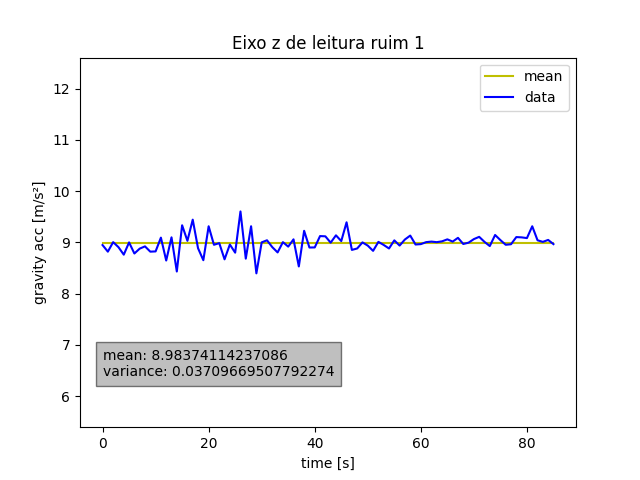 Eixo z de leitura ruim 1
mean
data
12
11
10
9
8
7
6
gravity acc [m/s²]
mean: 8.98374114237086
variance: 0.03709669507792274
0 20 40 60 80
time [s]